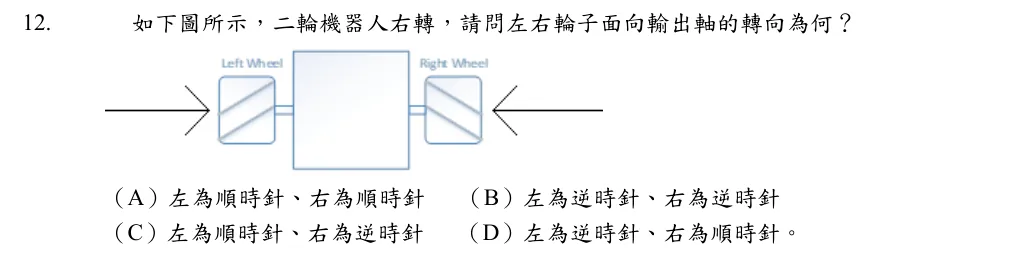 12. 如下圖所示，二輪機器人右轉，請問左右輪子面向輸出軸的轉向為何？
Left Wheel Right Wheel
（A）左為順時針、右為順時針 （B）左為逆時針、右為逆時針
（C）左為順時針、右為逆時針 （D）左為逆時針、右為順時針。